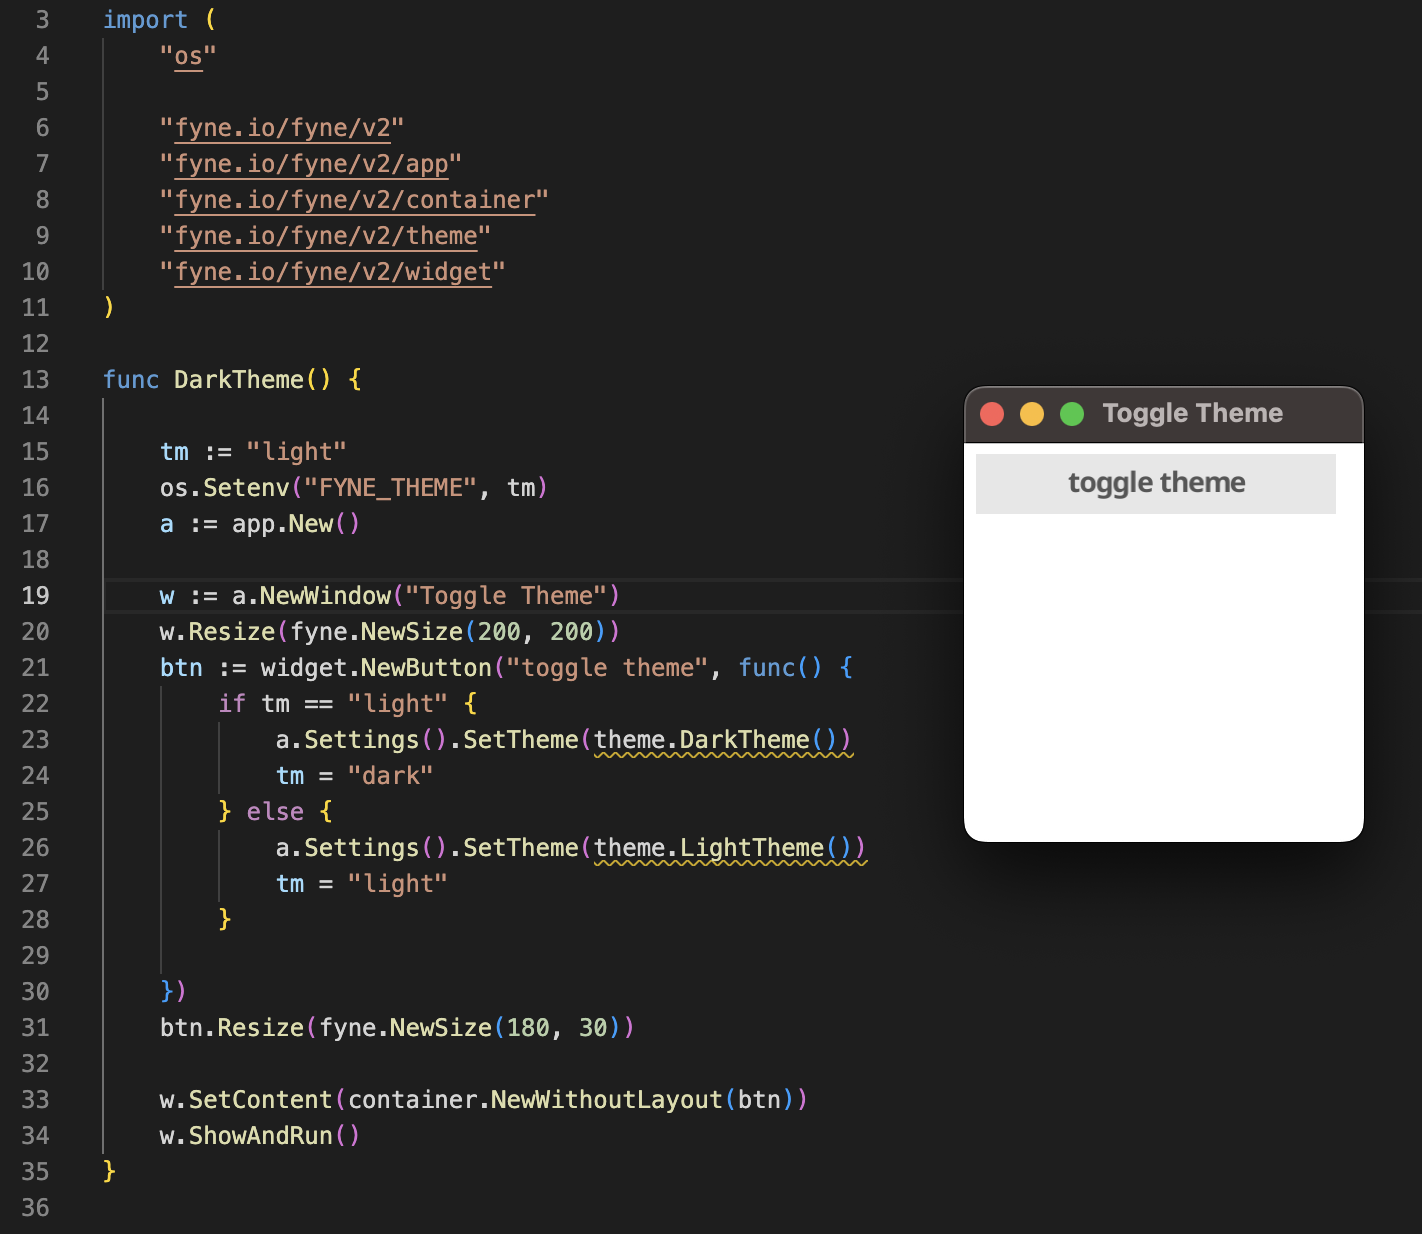 3 import (
4 "os"
5
6 "fyne.io/fyne/v2"
7 "fyne.io/fyne/v2/app"
8 "fyne.io/fyne/v2/container"
9 "fyne.io/fyne/v2/theme"
10 "fyne.io/fyne/v2/widget"
11 )
12
13 func DarkTheme() {
14
15 tm := "light"
16 os.Setenv("FYNE_THEME", tm)
17 a := app.New()
18
19 w := a.NewWindow("Toggle Theme")
20 w.Resize(fyne.NewSize(200, 200))
21 btn := widget.NewButton("toggle theme", func() {
22 if tm == "light" {
23 a.Settings().SetTheme(theme.DarkTheme())
24 tm = "dark"
25 } else {
26 a.Settings().SetTheme(theme.LightTheme())
27 tm = "light"
28 }
29
30 })
31 btn.Resize(fyne.NewSize(180, 30))
32
33 w.SetContent(container.NewWithoutLayout(btn))
34 w.ShowAndRun()
35 }
36
Toggle Theme
toggle theme